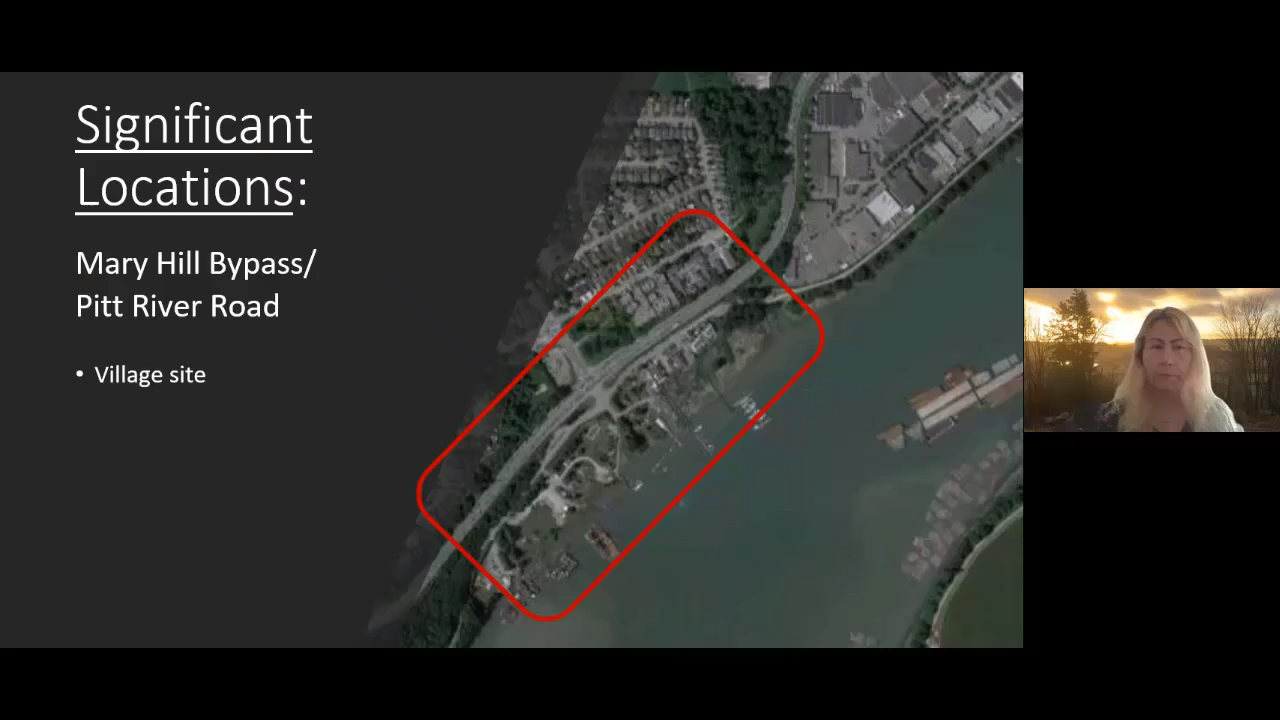 Significant
Locations:
Mary Hill Bypass/
Pitt River Road
• Village site